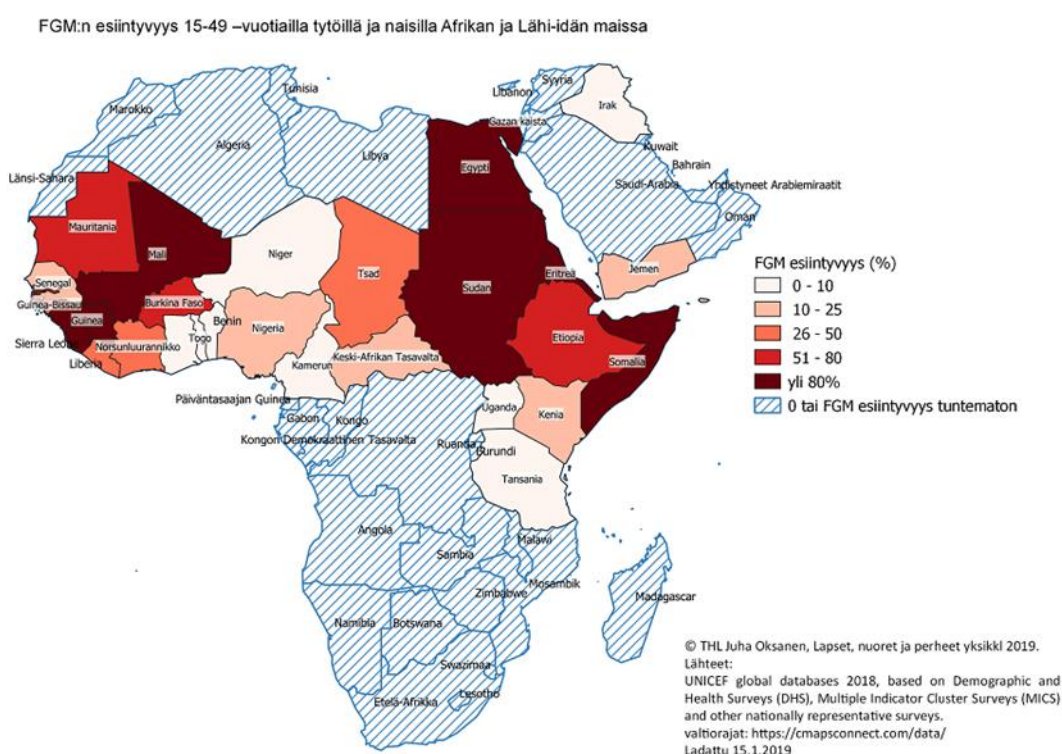 FGM:n esiintyvyys 15-49 –vuotiailla tytöillä ja naisilla Afrikan ja Lähi-idän maissa
Tunisia
Syyria
Libanon
Marokko
Irak
Gazan kaista
Algeria
Libya
Kuwait
Egypti
Bahrain
Länsi-Sahara
Saudi-Arabia
Yhdistyneet Arabiemiraatit
Oman
Mauritania
Mali
Niger
Tsad
Sudan
Eritrea
Jemen
Senegal
Guinea-Bissau
Burkina Faso
Guinea
Benin
Nigeria
Etiopia
Sierra Leone
Norsunluurannikko
Togo
Somalia
Liberia
Kamerun
Keski-Afrikan Tasavalta
Päiväntasaajan Guinea
Uganda
Kenia
Gabon
Kongo
Kongon Demokraattinen Tasavalta
Ruanda
Burundi
Tansania
Angola
Malawi
Sambia
Mosambik
Zimbabwe
Madagascar
Namibia
Botswana
Swazimaa
Lesotho
Etelä-Afrikka
FGM esiintyvyys (%)
0 - 10
10 - 25
26 - 50
51 - 80
yli 80%
0 tai FGM esiintyvyys tuntematon
© THL Juha Oksanen, Lapset, nuoret ja perheet yksikkl 2019.
Lähteet:
UNICEF global databases 2018, based on Demographic and
Health Surveys (DHS), Multiple Indicator Cluster Surveys (MICS)
and other nationally representative surveys.
valtiorajat: https://cmapsconnect.com/data/
Ladattu 15.1.2019